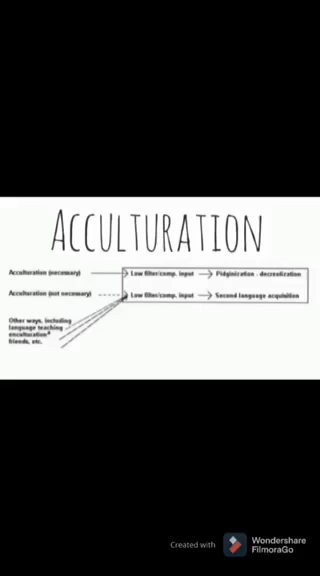 ACCULTURATION
Acculturation (necessary) Low filter/comp. input Pidginization - decreolization
Acculturation (not necessary) Low filter/comp. input Second language acquisition
Other ways, including
language teaching
enculturation*
friends, etc.
Created with Wondershare
FilmoraGo